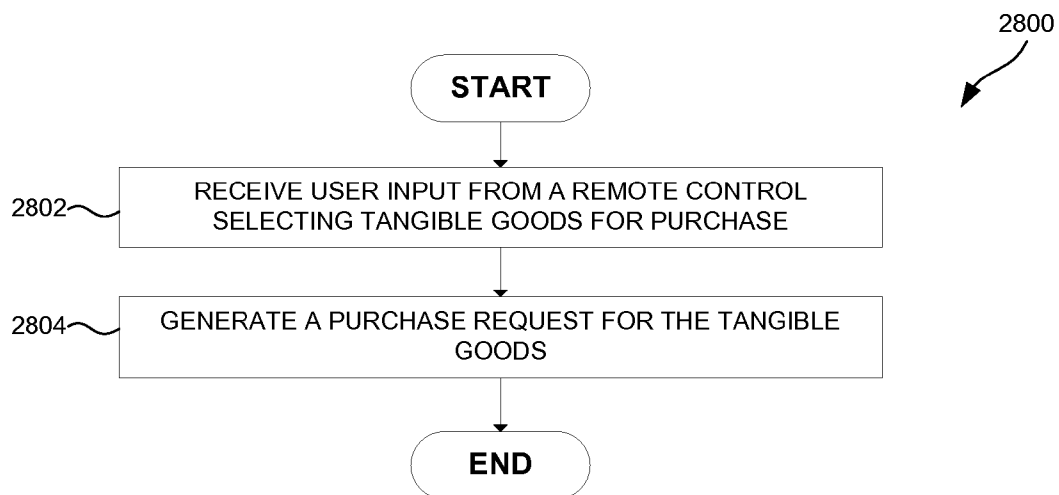 2800
START
2802
RECEIVE USER INPUT FROM A REMOTE CONTROL
SELECTING TANGIBLE GOODS FOR PURCHASE
2804
GENERATE A PURCHASE REQUEST FOR THE TANGIBLE
GOODS
END